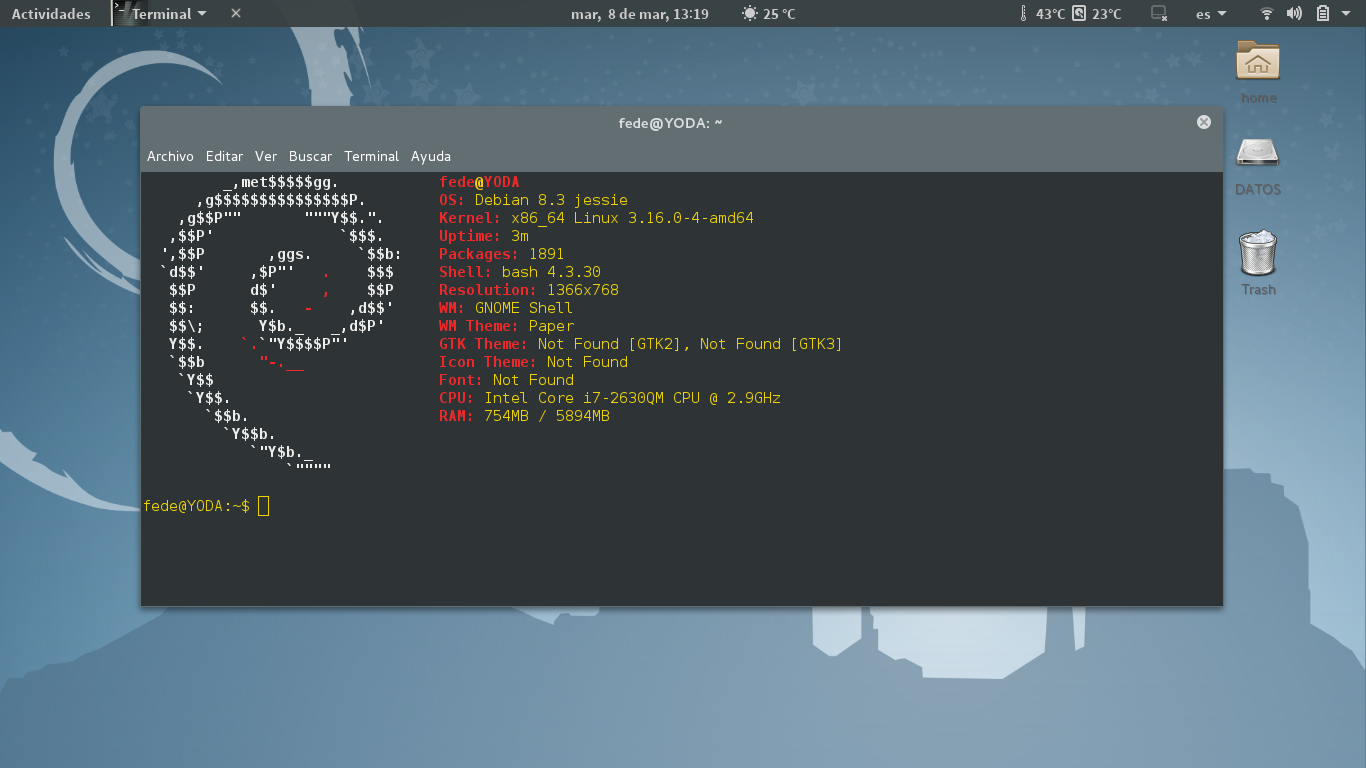 Actividades Terminal mar, 8 de mar, 13:19 25 °C 43°C 23°C es
home
DATOS
Trash
fede@YODA: ~
Archivo Editar Ver Buscar Terminal Ayuda
_,met$$$$$gg. fede@YODA
,g$$$$$$$$$$$$$$$P. OS: Debian 8.3 jessie
,g$$P"" """Y$$.". Kernel: x86_64 Linux 3.16.0-4-amd64
,$$P' `$$$. Uptime: 3m
',$$P ,ggs. `$$b: Packages: 1891
`d$$' ,$P"' . $$$ Shell: bash 4.3.30
$$P d$' , $$P Resolution: 1366x768
$$: $$. - ,d$$' WM: GNOME Shell
$$\; Y$b._ _,d$P' WM Theme: Paper
Y$$. `.`"Y$$$$P"' GTK Theme: Not Found [GTK2], Not Found [GTK3]
`$$b "-.__ Icon Theme: Not Found
`Y$$ Font: Not Found
`Y$$. CPU: Intel Core i7-2630QM CPU @ 2.9GHz
`$$b. RAM: 754MB / 5894MB
`Y$$b.
`"Y$b._
`""""
fede@YODA:~$